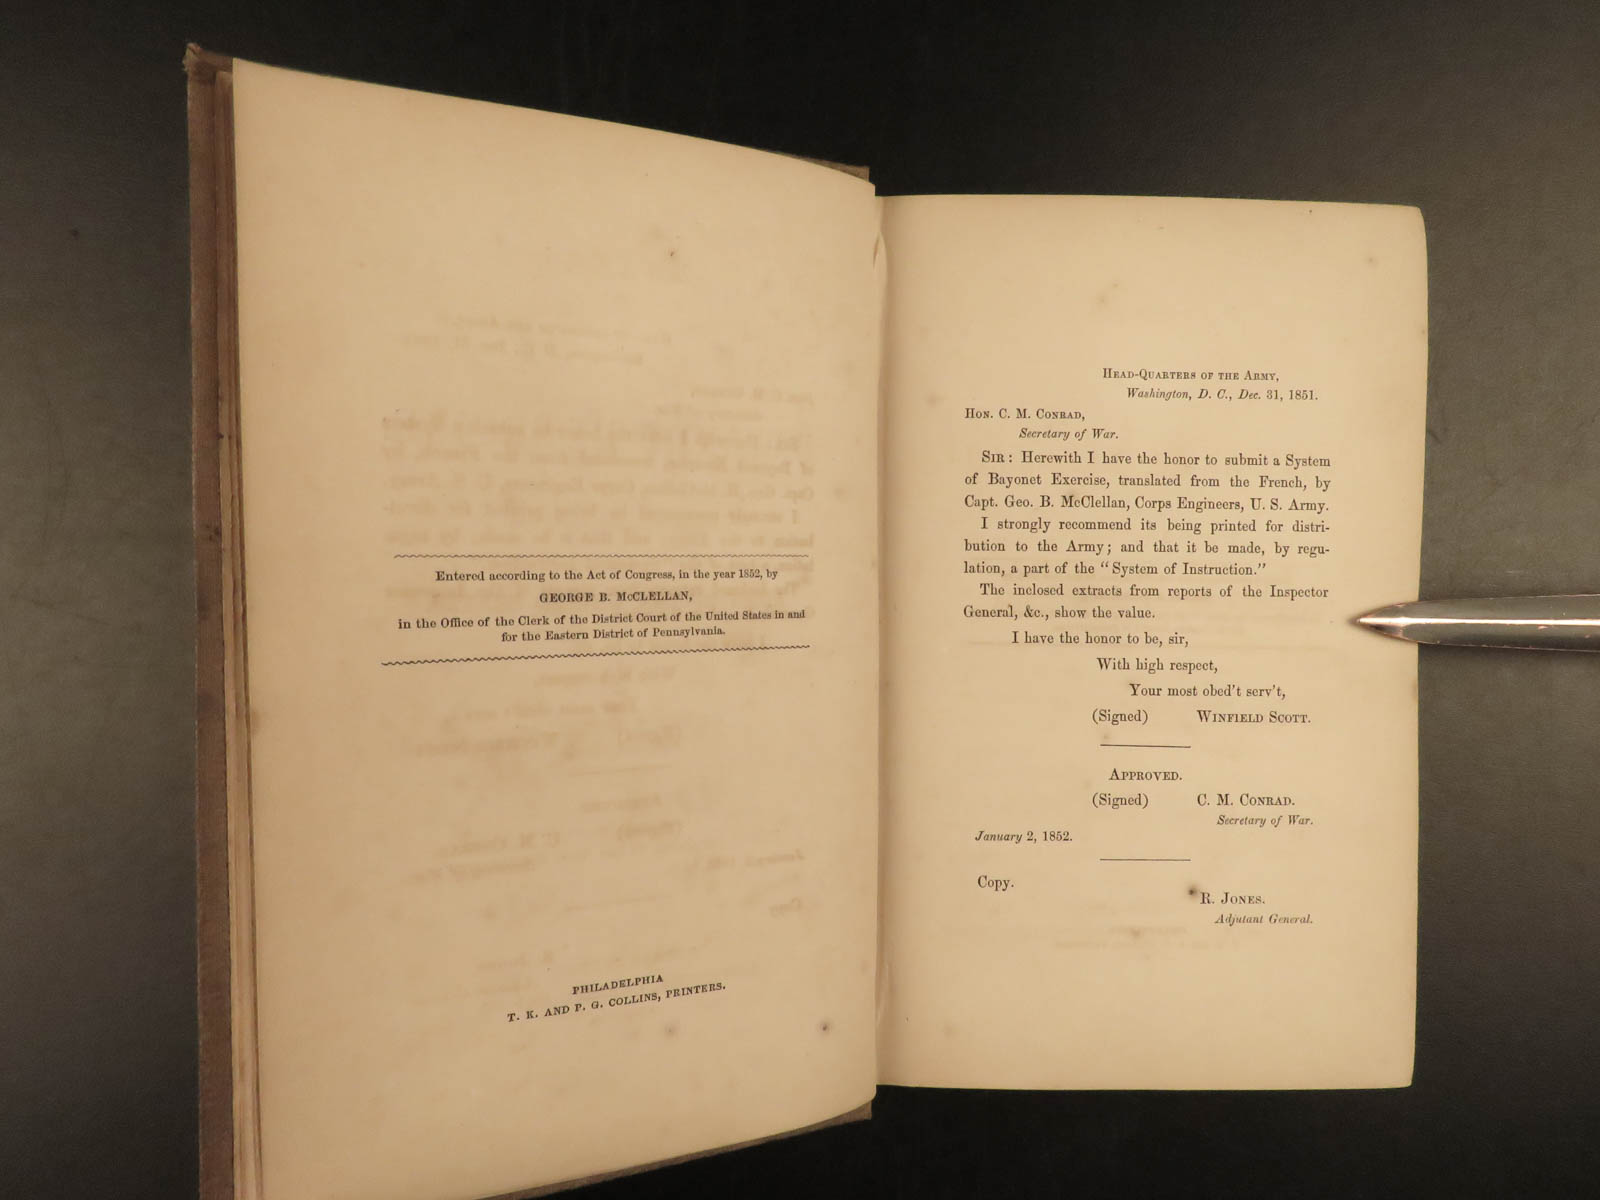 Entered according to the Act of Congress, in the year 1852, by
GEORGE B. McCLELLAN,
in the Office of the Clerk of the District Court of the United States in and
for the Eastern District of Pennsylvania.
PHILADELPHIA
T. K. AND P. G. COLLINS, PRINTERS.
HEAD-QUARTERS OF THE ARMY,
Washington, D. C., Dec. 31, 1851.
HON. C. M. CONRAD,
Secretary of War.
SIR: Herewith I have the honor to submit a System
of Bayonet Exercise, translated from the French, by
Capt. Geo. B. McClellan, Corps Engineers, U. S. Army.
I strongly recommend its being printed for distri-
bution to the Army; and that it be made, by regu-
lation, a part of the "System of Instruction."
The inclosed extracts from reports of the Inspector
General, &c., show the value.
I have the honor to be, sir,
With high respect,
Your most obed't serv't,
(Signed) WINFIELD SCOTT.
APPROVED.
(Signed) C. M. CONRAD.
Secretary of War.
January 2, 1852.
Copy.
R. JONES.
Adjutant General.